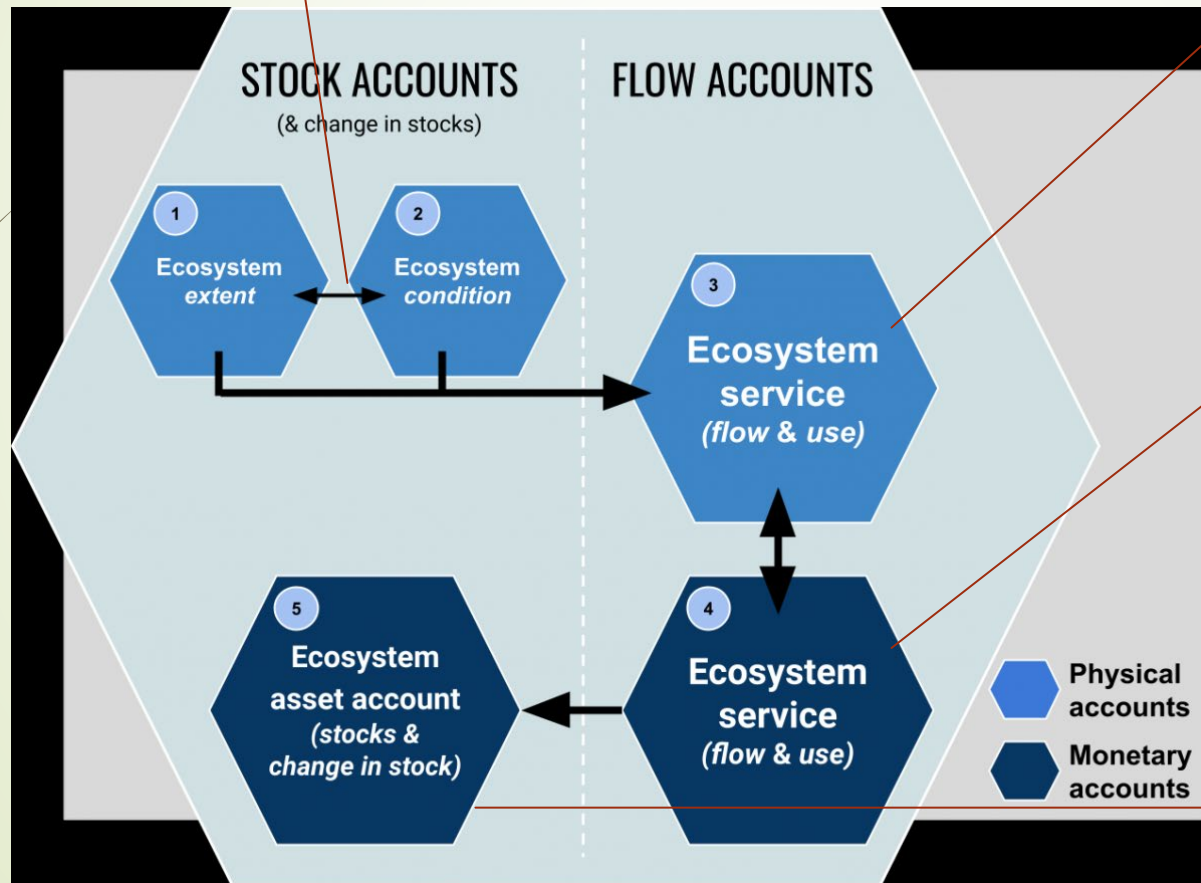 STOCK ACCOUNTS
(& change in stocks)
FLOW ACCOUNTS
1
Ecosystem
extent
2
Ecosystem
condition
3
Ecosystem
service
(flow & use)
5
Ecosystem
asset account
(stocks &
change in stock)
4
Ecosystem
service
(flow & use)
Physical
accounts
Monetary
accounts